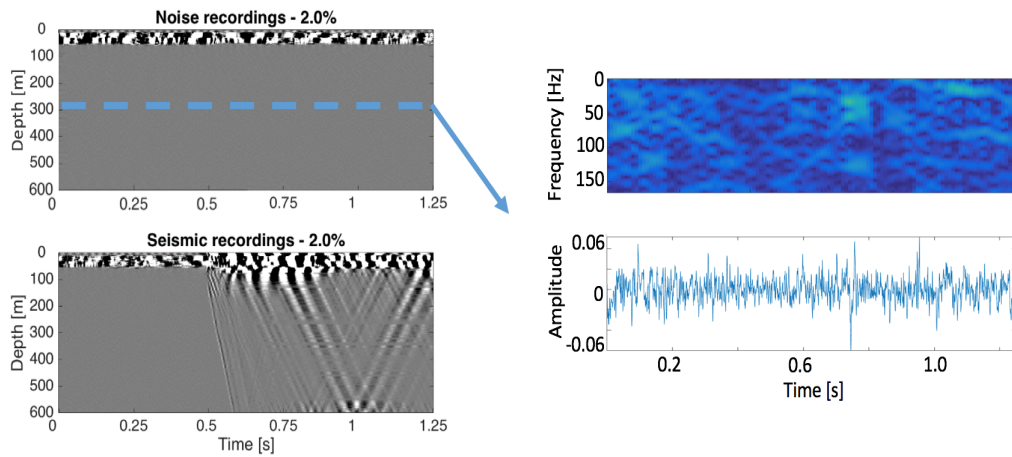 Noise recordings - 2.0%
0
100
200
300
400
500
600
Depth [m]
0 0.25 0.5 0.75 1 1.25
Seismic recordings - 2.0%
0
100
200
300
400
500
600
Depth [m]
0 0.25 0.5 0.75 1 1.25
Time [s]
0
50
100
150
Frequency [Hz]
0.06
0
-0.06
Amplitude
0.2 0.6 1.0
Time [s]